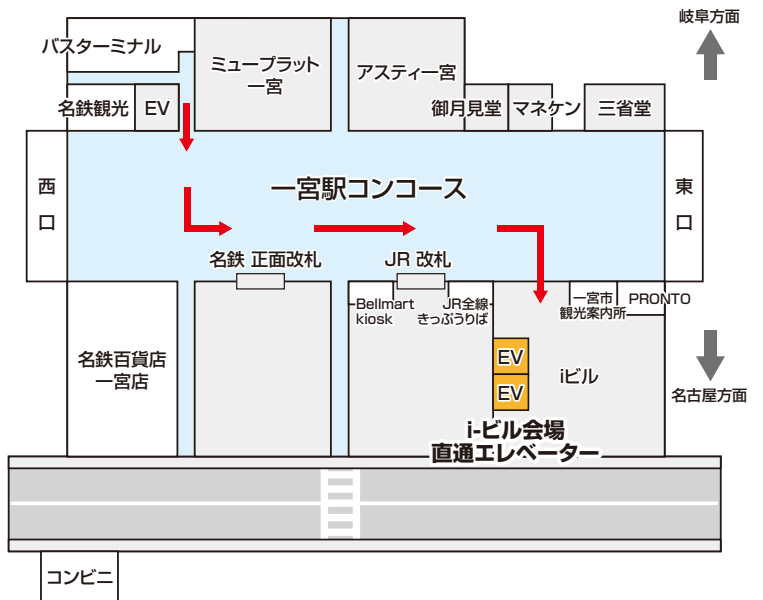 岐阜方面
バスターミナル
ミュープラット
一宮
アスティ一宮
名鉄観光
EV
御月見堂
マネケン
三省堂
西
口
一宮駅コンコース
東
口
名鉄 正面改札
JR 改札
Bellmart
kiosk
JR全線
きっぷうりば
一宮市
観光案内所
PRONTO
名鉄百貨店
一宮店
EV
EV
iビル
名古屋方面
i-ビル会場
直通エレベーター
コンビニ